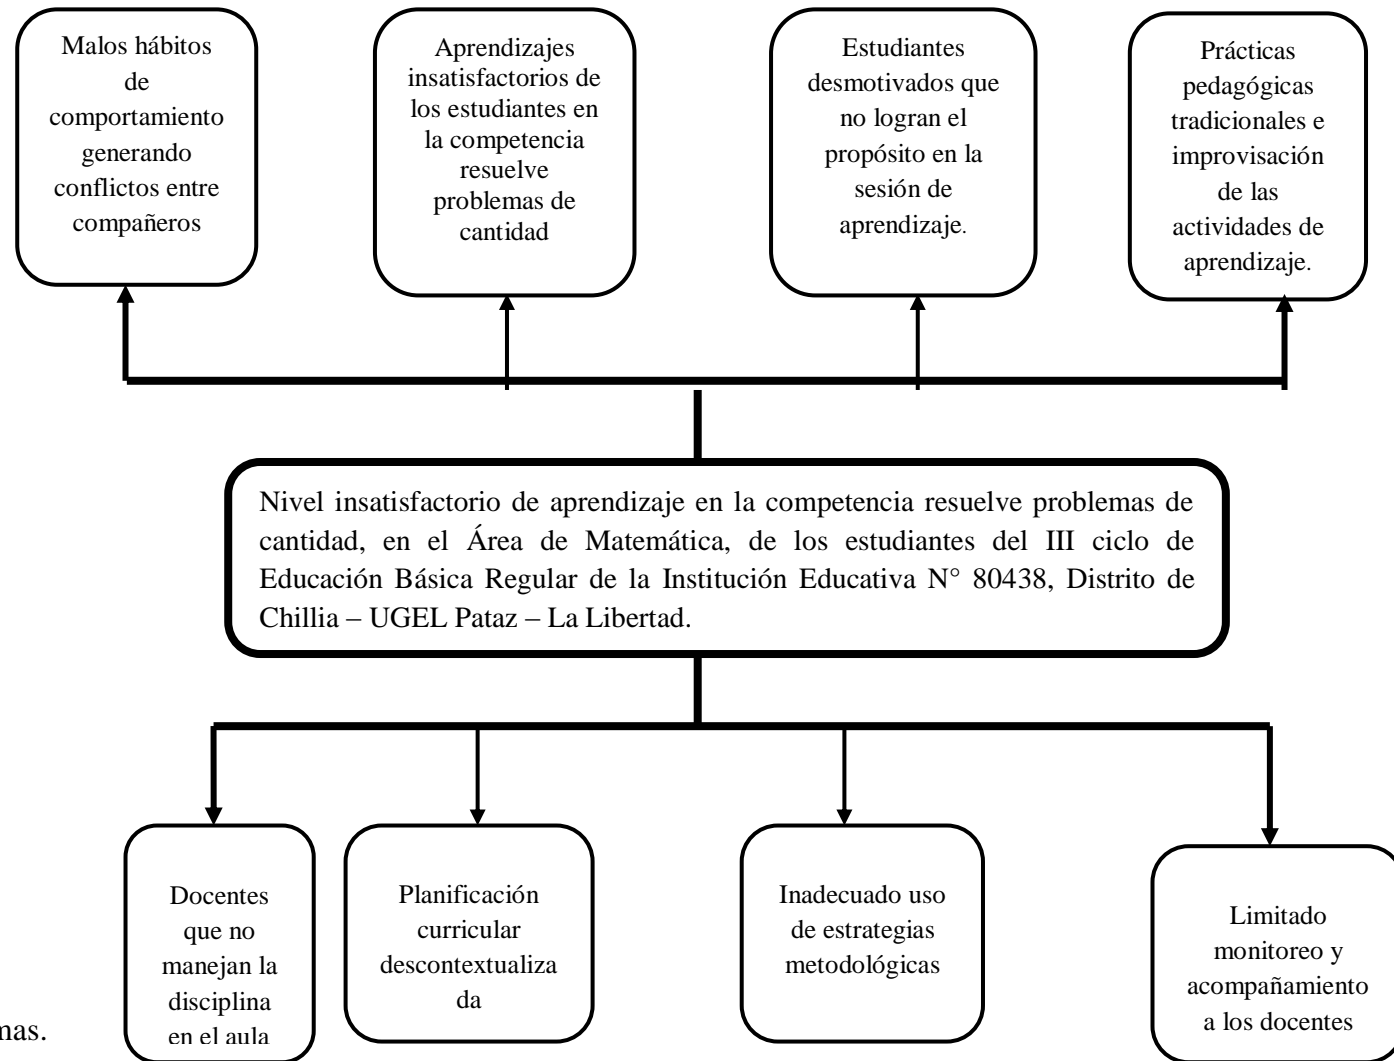 Malos hábitos
de
comportamiento
generando
conflictos entre
compañeros
Aprendizajes
insatisfactorios de
los estudiantes en
la competencia
resuelve
problemas de
cantidad
Estudiantes
desmotivados que
no logran el
propósito en la
sesión de
aprendizaje.
Prácticas
pedagógicas
tradicionales e
improvisación
de las
actividades de
aprendizaje.
Nivel insatisfactorio de aprendizaje en la competencia resuelve problemas de
cantidad, en el Área de Matemática, de los estudiantes del III ciclo de
Educación Básica Regular de la Institución Educativa N° 80438, Distrito de
Chillia – UGEL Pataz – La Libertad.
Docentes
que no
manejan la
disciplina
en el aula
Planificación
curricular
descontextualiza
da
Inadecuado uso
de estrategias
metodológicas
Limitado
monitoreo y
acompañamiento
a los docentes